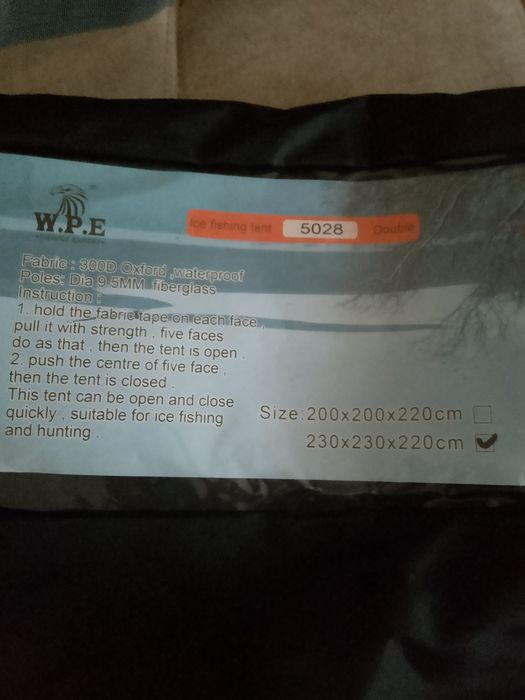 W.P.E
Ice fishing tent 5028 Double
Fabric : 300D Oxford ,waterproof
Poles: Dia 9.5MM fiberglass
Instruction :
1. hold the fabric tape on each face ,
pull it with strength , five faces
do as that , then the tent is open .
2. push the centre of five face ,
then the tent is closed .
This tent can be open and close
quickly , suitable for ice fishing
and hunting .
Size:200x200x220cm
230x230x220cm